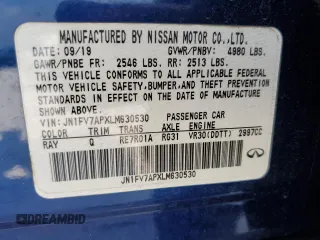 MANUFACTURED BY NISSAN MOTOR CO.,LTD.
DATE: 09/19 GVWR/PNBV: 4980 LBS.
GAWR/PNBE FR: 2546 LBS. RR: 2513 LBS.
THIS VEHICLE CONFORMS TO ALL APPLICABLE FEDERAL
MOTOR VEHICLE SAFETY,BUMPER,AND THEFT
PREVENTION STANDARDS IN EFFECT ON THE DATE OF
SHOWN ABOVE.
VIN: JN1FV7APXLM630530 PASSENGER CAR
COLOR TRIM TRANS AXLE ENGINE
RAY Q RE7R01A RG31 VR30(DDTT) 2997CC
JN1FV7APXLM630530
INFINITI
DREAMBID